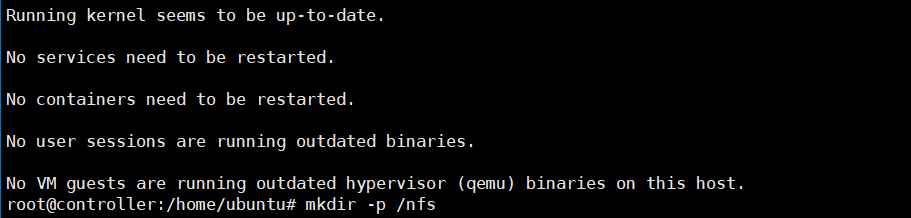 Running kernel seems to be up-to-date.
No services need to be restarted.
No containers need to be restarted.
No user sessions are running outdated binaries.
No VM guests are running outdated hypervisor (qemu) binaries on this host.
root@controller:/home/ubuntu# mkdir -p /nfs